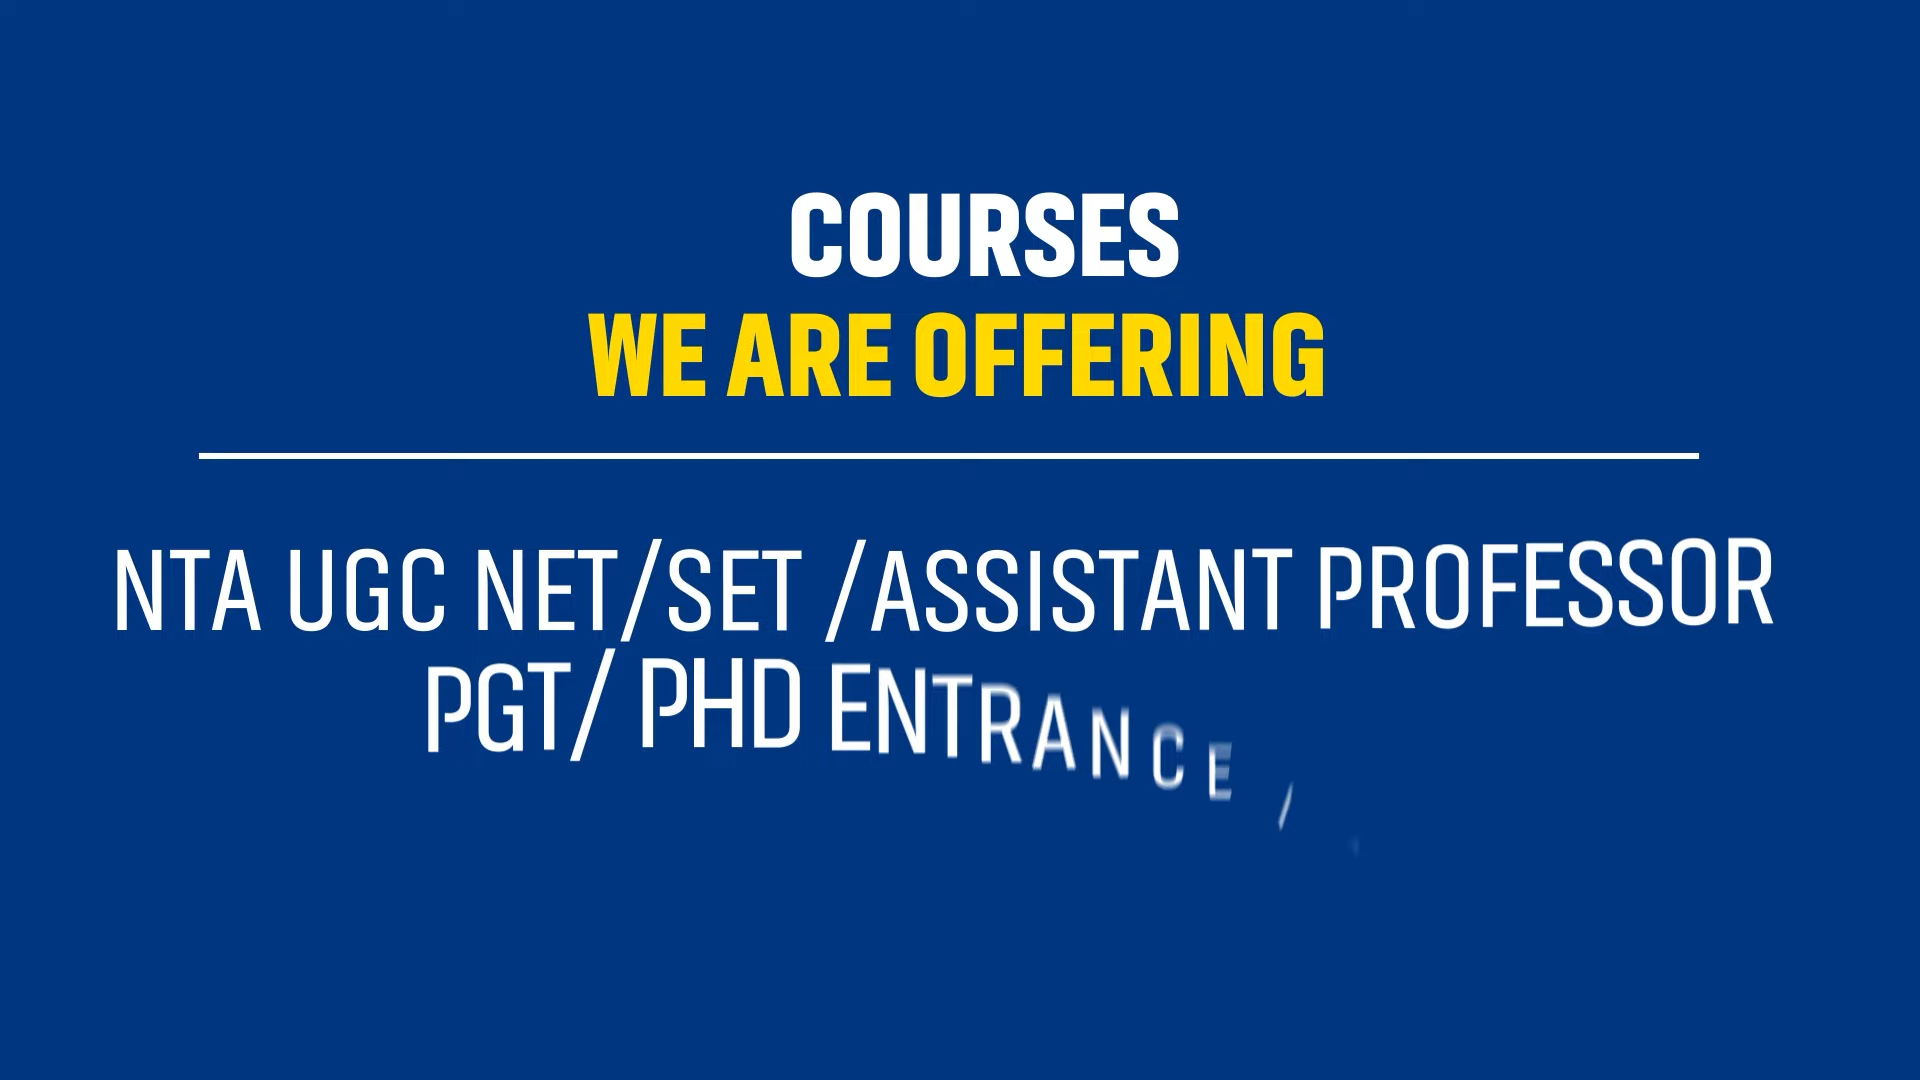 COURSES
WE ARE OFFERING
NTA UGC NET/SET /ASSISTANT PROFESSOR
PGT/ PHD ENTRANCE /